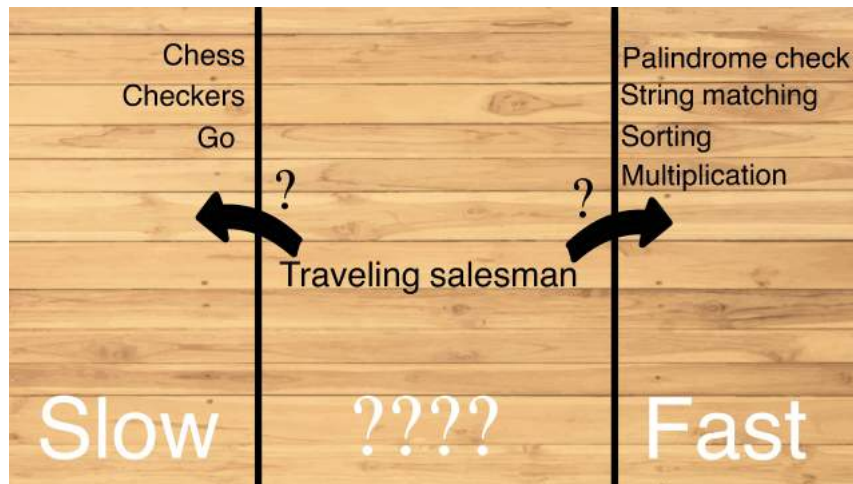 Chess
Checkers
Go
?
?
Traveling salesman
Palindrome check
String matching
Sorting
Multiplication
Slow
????
Fast